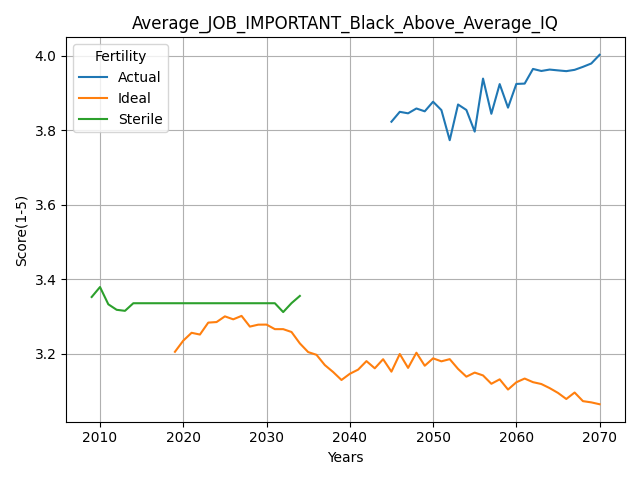 Average_JOB_IMPORTANT_Black_Above_Average_IQ
Fertility
Actual
Ideal
Sterile
Score(1-5)
4.0
3.8
3.6
3.4
3.2
2010
2020
2030
2040
2050
2060
2070
Years